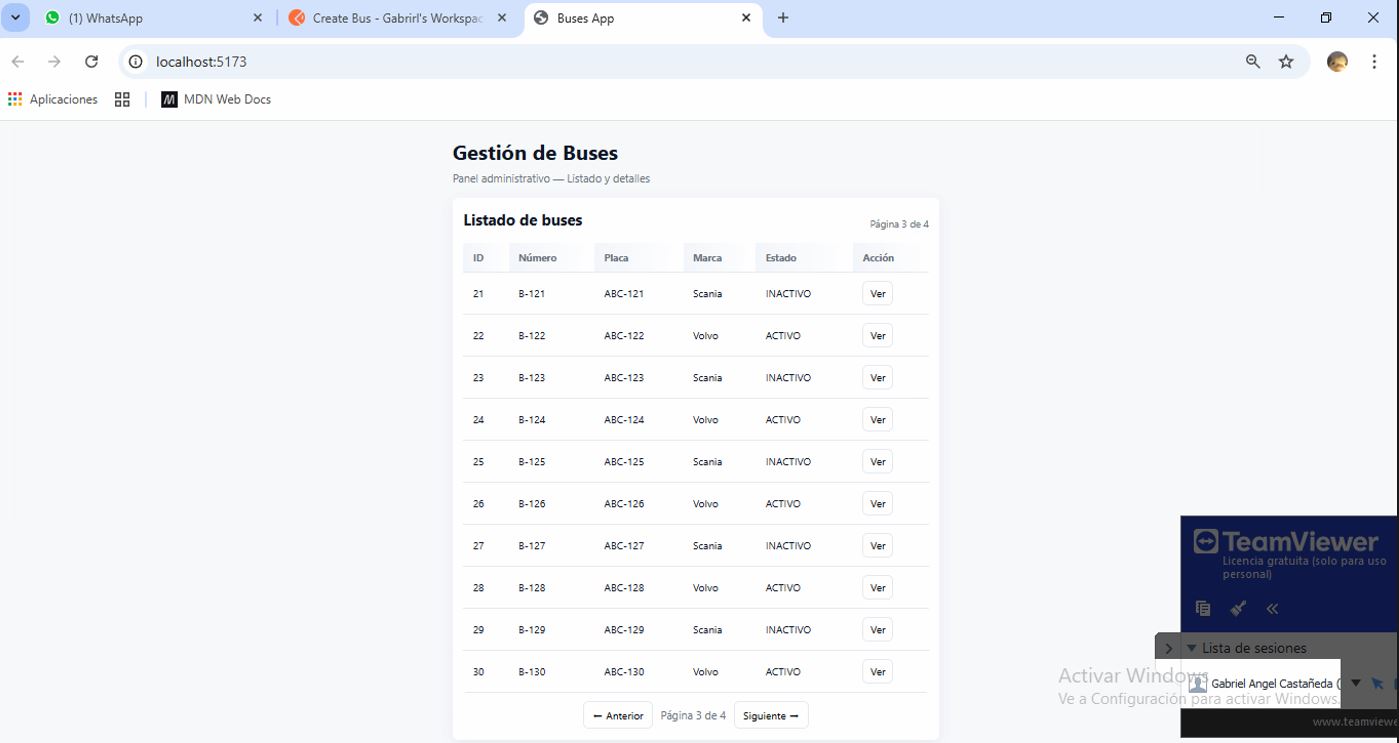 (1) WhatsApp
Create Bus - Gabrirl's Workspac
Buses App
localhost:5173
Aplicaciones
MDN Web Docs
Gestión de Buses
Panel administrativo — Listado y detalles
Listado de buses
Página 3 de 4
ID Número Placa Marca Estado Acción
21 B-121 ABC-121 Scania INACTIVO Ver
22 B-122 ABC-122 Volvo ACTIVO Ver
23 B-123 ABC-123 Scania INACTIVO Ver
24 B-124 ABC-124 Volvo ACTIVO Ver
25 B-125 ABC-125 Scania INACTIVO Ver
26 B-126 ABC-126 Volvo ACTIVO Ver
27 B-127 ABC-127 Scania INACTIVO Ver
28 B-128 ABC-128 Volvo ACTIVO Ver
29 B-129 ABC-129 Scania INACTIVO Ver
30 B-130 ABC-130 Volvo ACTIVO Ver
← Anterior Página 3 de 4 Siguiente →
TeamViewer
Licencia gratuita (solo para uso
personal)
Lista de sesiones
Gabriel Angel Castañeda (
Activar Windows
Ve a Configuración para activar Windows.
www.teamviewe